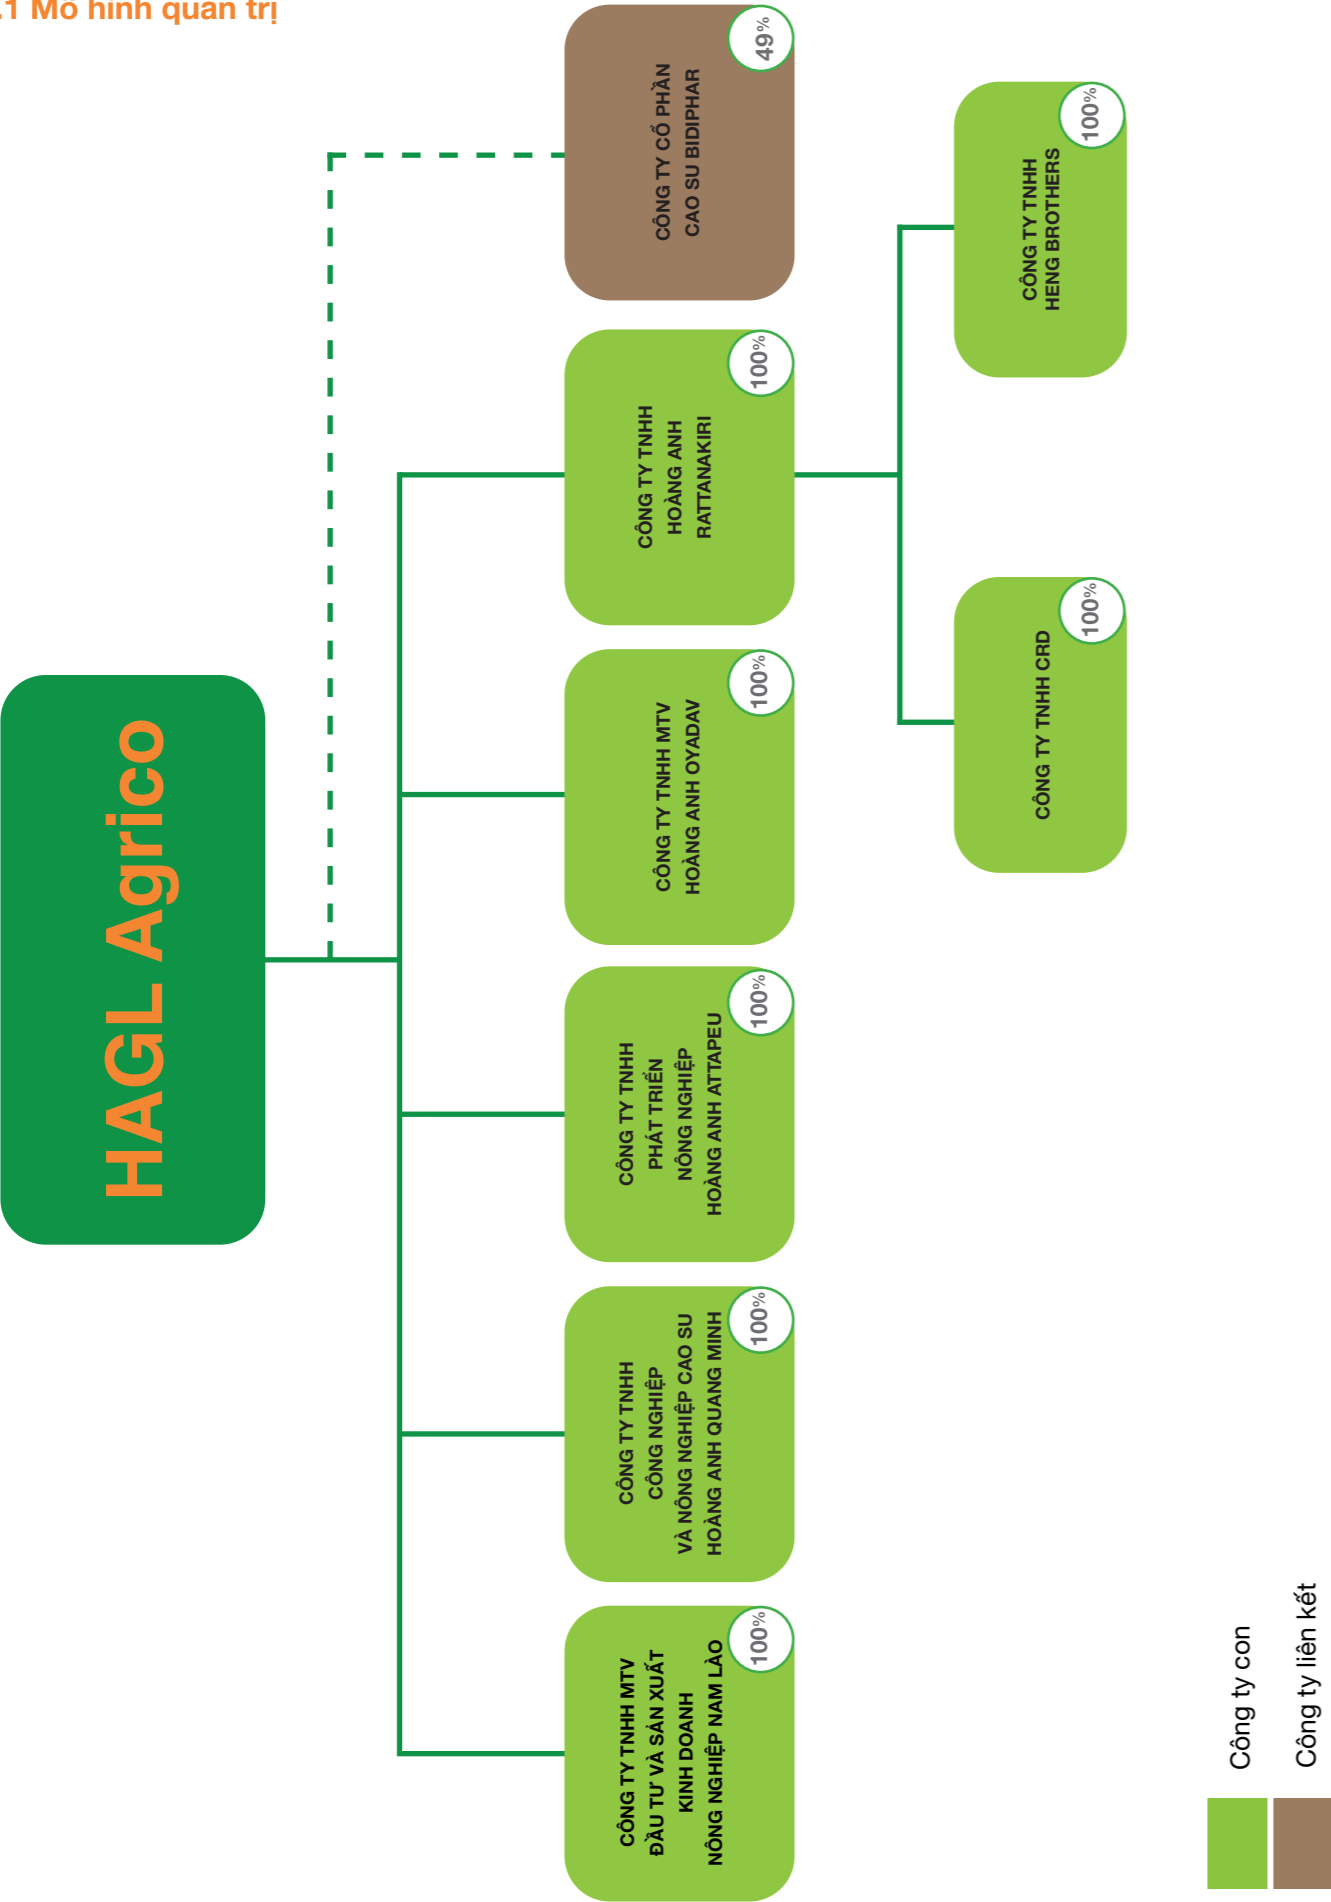 .1 Mô hình quản trị
HAGL Agrico
CÔNG TY TNHH MTV
ĐẦU TƯ VÀ SẢN XUẤT
KINH DOANH
NÔNG NGHIỆP NAM LÀO
100%
CÔNG TY TNHH
CÔNG NGHIỆP
VÀ NÔNG NGHIỆP CAO SU
HOÀNG ANH QUANG MINH
100%
CÔNG TY TNHH
PHÁT TRIỂN
NÔNG NGHIỆP
HOÀNG ANH ATTAPEU
100%
CÔNG TY TNHH MTV
HOÀNG ANH OYADAV
100%
CÔNG TY TNHH
HOÀNG ANH
RATTANAKIRI
100%
CÔNG TY CỔ PHẦN
CAO SU BIDIPHAR
49%
CÔNG TY TNHH CRD
100%
CÔNG TY TNHH
HENG BROTHERS
100%
Công ty con
Công ty liên kết